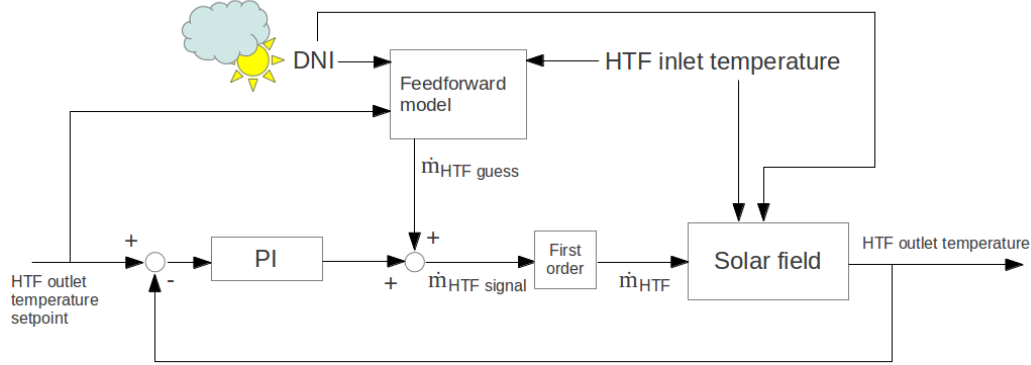 DNI
HTF inlet temperature
Feedforward
model
ṁHTF guess
+
+
HTF outlet temperature
PI
First
order
Solar field
-
+
ṁHTF signal
ṁHTF
HTF outlet
temperature
setpoint